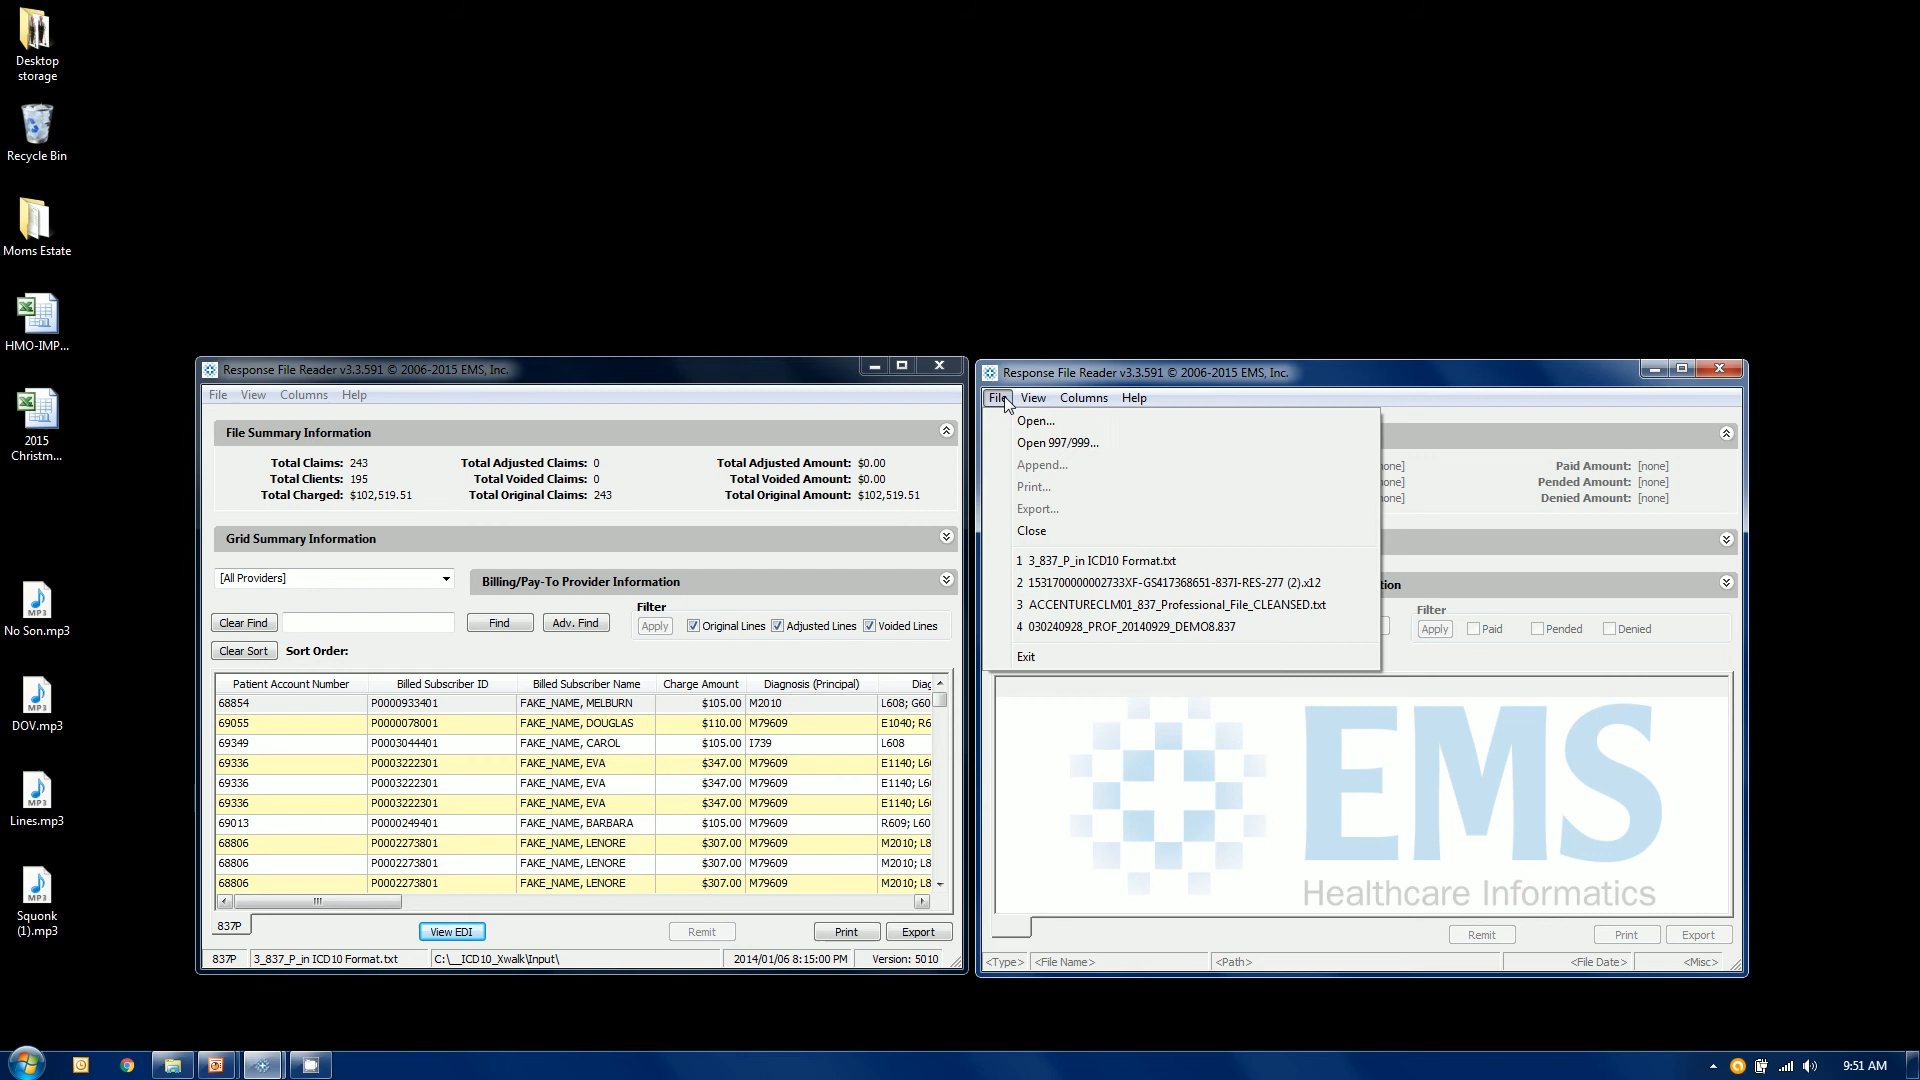 Desktop
storage
Recycle Bin
Moms Estate
HMO-IMP...
2015
Christm...
No Son.mp3
DOV.mp3
Lines.mp3
Squonk
(1).mp3
MP3
MP3
MP3
MP3
Response File Reader v3.3.591 © 2006-2015 EMS, Inc.
File View Columns Help
File Summary Information
Total Claims: 243 Total Adjusted Claims: 0 Total Adjusted Amount: $0.00
Total Clients: 195 Total Voided Claims: 0 Total Voided Amount: $0.00
Total Charged: $102,519.51 Total Original Claims: 243 Total Original Amount: $102,519.51
Grid Summary Information
[All Providers] Billing/Pay-To Provider Information
Filter
Clear Find Find Adv. Find Apply Original Lines Adjusted Lines Voided Lines
Clear Sort Sort Order:
Patient Account Number Billed Subscriber ID Billed Subscriber Name Charge Amount Diagnosis (Principal) Diag
68854 P0000933401 FAKE_NAME, MELBURN $105.00 M2010 L608; G60
69055 P0000078001 FAKE_NAME, DOUGLAS $110.00 M79609 E1040; R6
69349 P0003044401 FAKE_NAME, CAROL $105.00 I739 L608
69336 P0003222301 FAKE_NAME, EVA $347.00 M79609 E1140; L6
69336 P0003222301 FAKE_NAME, EVA $347.00 M79609 E1140; L6
69336 P0003222301 FAKE_NAME, EVA $347.00 M79609 E1140; L6
69013 P0000249401 FAKE_NAME, BARBARA $105.00 M79609 R609; L60
68806 P0002273801 FAKE_NAME, LENORE $307.00 M79609 M2010; L8
68806 P0002273801 FAKE_NAME, LENORE $307.00 M79609 M2010; L8
68806 P0002273801 FAKE_NAME, LENORE $307.00 M79609 M2010; L8
837P
View EDI Remit Print Export
837P 3_837_P_in ICD10 Format.txt C:\__ICD10_Xwalk\Input\ 2014/01/06 8:15:00 PM Version: 5010
Response File Reader v3.3.591 © 2006-2015 EMS, Inc.
File View Columns Help
Open...
Open 997/999...
Append...
Print...
Export...
Close
1 3_837_P_in ICD10 Format.txt
2 1531700000002733XF-GS417368651-837I-RES-277 (2).x12
3 ACCENTURECLM01_837_Professional_File_CLEANSED.txt
4 030240928_PROF_20140929_DEMO8.837
Exit
none] Paid Amount: [none]
none] Pended Amount: [none]
none] Denied Amount: [none]
tion
Filter
Apply Paid Pended Denied
EMS
Healthcare Informatics
Remit Print Export
<Type> <File Name> <Path> <File Date> <Misc>
9:51 AM